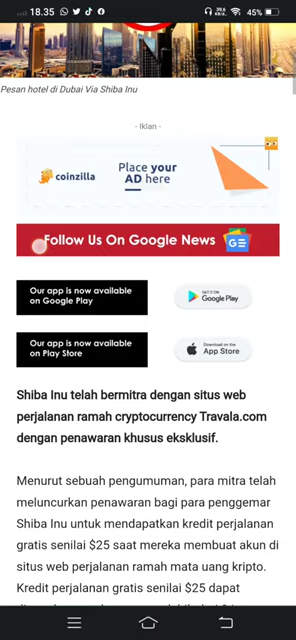 18.35
45%
Pesan hotel di Dubai Via Shiba Inu
- Iklan -
coinzilla
Place your
AD here
Follow Us On Google News
GE
Our app is now available
on Google Play
GET IT ON
Google Play
Our app is now available
on Play Store
Download on the
App Store
Shiba Inu telah bermitra dengan situs web
perjalanan ramah cryptocurrency Travala.com
dengan penawaran khusus eksklusif.
Menurut sebuah pengumuman, para mitra telah
meluncurkan penawaran bagi para penggemar
Shiba Inu untuk mendapatkan kredit perjalanan
gratis senilai $25 saat mereka membuat akun di
situs web perjalanan ramah mata uang kripto.
Kredit perjalanan gratis senilai $25 dapat